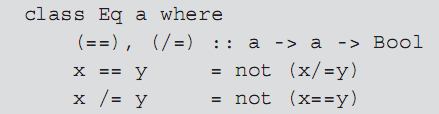 class Eq a where
    (==), (/=) :: a -> a -> Bool
    x == y      = not (x/=y)
    x /= y      = not (x==y)